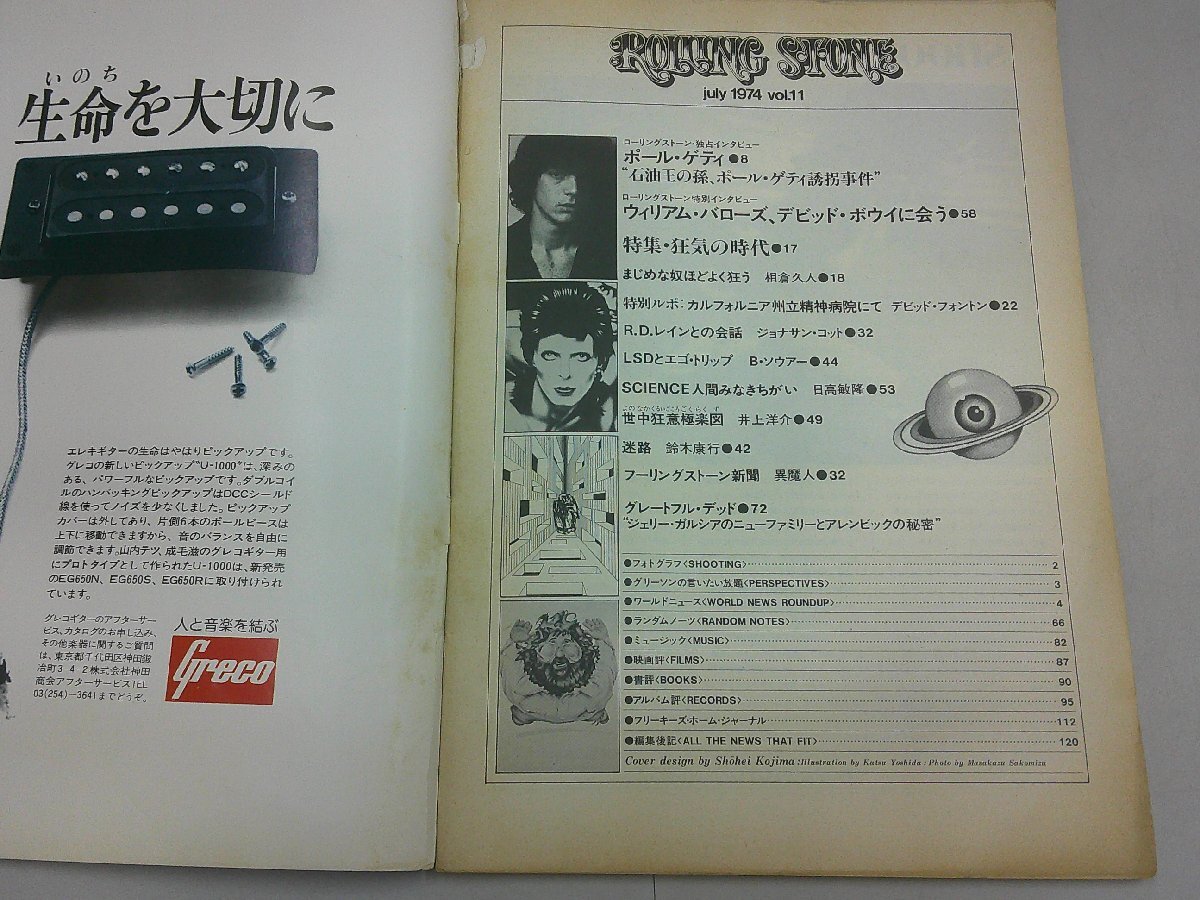 いのち
生命を大切に
エレキギターの生命はやはりピックアップです。
グレコの新しいピックアップ“U-1000”は、深みの
ある、パワーフルなピックアップです。ダブルコイ
ルのハンバッキングピックアップはDCCシールド
線を使ってノイズを少なくしました。ピックアップ
カバーは外してあり、片側6本のポールピースは
上下に移動できますから、音のバランスを自由に
調節できます。山内テツ、成毛滋のグレコギター用
にプロトタイプとして作られたU-1000は、新発売
のEG650N、EG650S、EG650Rに取り付けられ
ています。
グレコギターのアフターサー
ビス、カタログのお申し込み、
その他楽器に関するご質問
は、東京都千代田区神田鍛
冶町3 4 2株式会社神田
商会アフターサービスTEL
03(254)-3641までどうぞ。
人と音楽を結ぶ
Greco
ROLLING STONE
july 1974 vol.11
ローリングストーン・独占インタビュー
ポール・ゲティ●8
“石油王の孫、ポール・ゲティ誘拐事件”
ローリングストーン特別インタビュー
ウィリアム・バローズ、デビッド・ボウイに会う●58
特集・狂気の時代●17
まじめな奴ほどよく狂う 相倉久人●18
特別ルポ:カルフォルニア州立精神病院にて デビッド・フォントン●22
R.D.レインとの会話 ジョナサン・コット●32
LSDとエゴ・トリップ B・ソウアー●44
SCIENCE人間みなきちがい 日高敏隆●53
世中狂意極楽図 井上洋介●49
迷路 鈴木康行●42
フーリングストーン新聞 異魔人●32
グレートフル・デッド●72
“ジェリー・ガルシアのニューファミリーとアレンビックの秘密”
●フォトグラフ〈SHOOTING〉 2
●グリーソンの言いたい放題〈PERSPECTIVES〉 3
●ワールドニュース〈WORLD NEWS ROUNDUP〉 4
●ランダムノーツ〈RANDOM NOTES〉 66
●ミュージック〈MUSIC〉 82
●映画評〈FILMS〉 87
●書評〈BOOKS〉 90
●アルバム評〈RECORDS〉 95
●フリーキーズ・ホーム・ジャーナル 112
●編集後記〈ALL THE NEWS THAT FIT〉 120
Cover design by Shōhei Kojima:Illustration by Katsu Yoshida:Photo by Masakazu Sakomizu